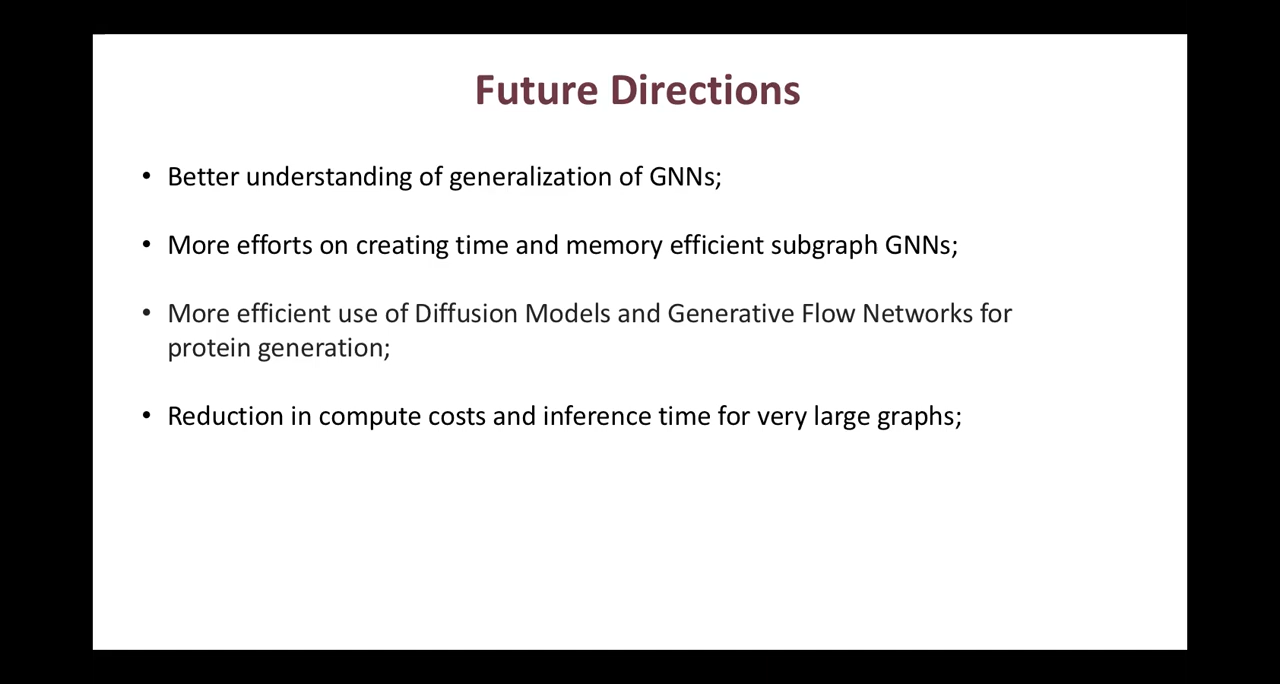 Future Directions
• Better understanding of generalization of GNNs;
• More efforts on creating time and memory efficient subgraph GNNs;
• More efficient use of Diffusion Models and Generative Flow Networks for
protein generation;
• Reduction in compute costs and inference time for very large graphs;